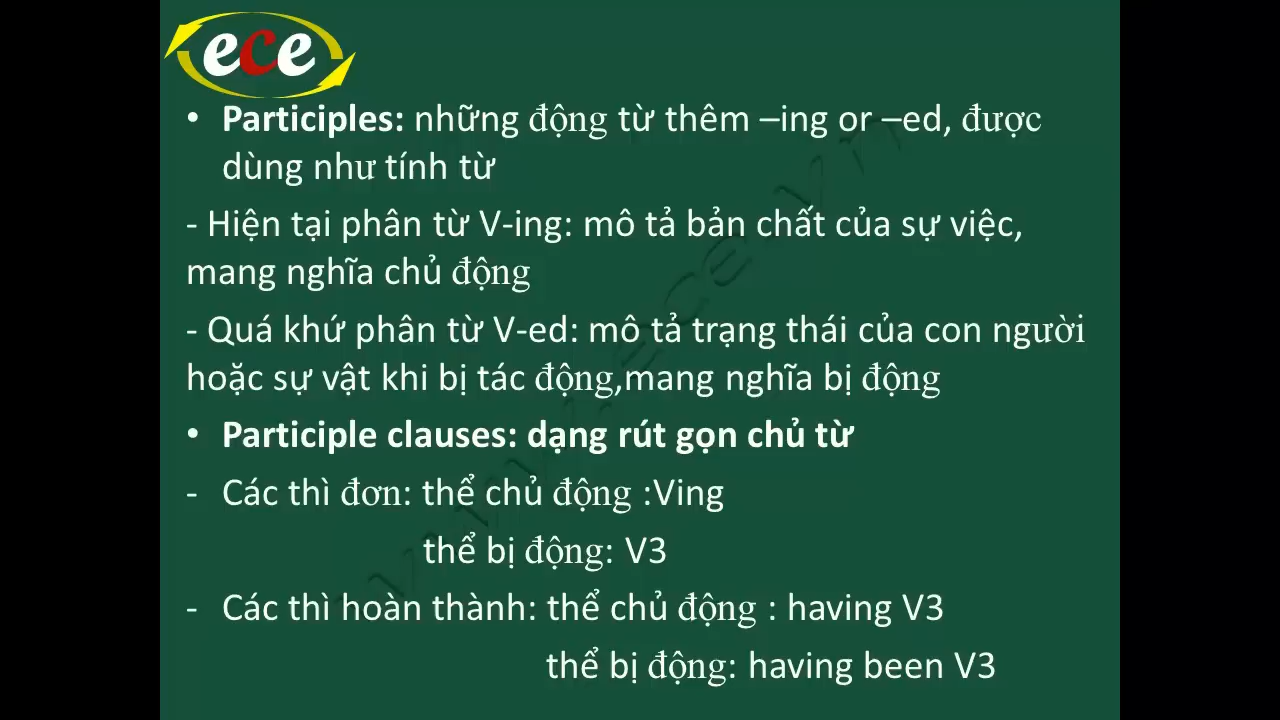 ece
• Participles: những động từ thêm –ing or –ed, được
dùng như tính từ
- Hiện tại phân từ V-ing: mô tả bản chất của sự việc,
mang nghĩa chủ động
- Quá khứ phân từ V-ed: mô tả trạng thái của con người
hoặc sự vật khi bị tác động,mang nghĩa bị động
• Participle clauses: dạng rút gọn chủ từ
- Các thì đơn: thể chủ động :Ving
thể bị động: V3
- Các thì hoàn thành: thể chủ động : having V3
thể bị động: having been V3